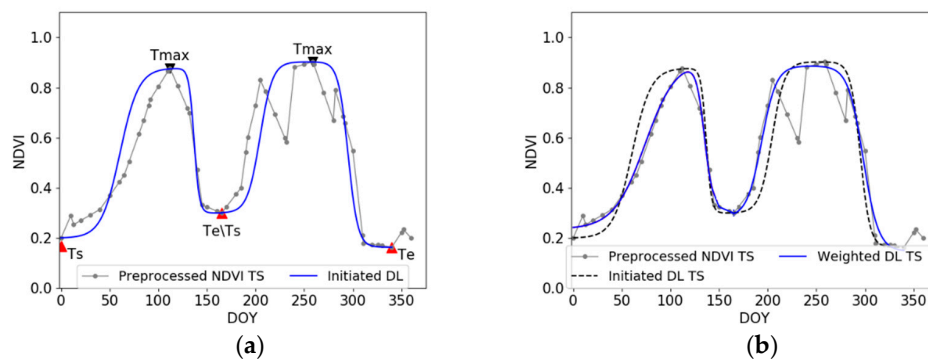 1.0
0.8
0.6
0.4
0.2
0.0
NDVI
Tmax
Tmax
Te\Ts
Ts
Te
Preprocessed NDVI TS
Initiated DL
0
50
100
150
200
250
300
350
DOY
(a)
1.0
0.8
0.6
0.4
0.2
0.0
NDVI
Preprocessed NDVI TS
Weighted DL TS
Initiated DL TS
0
50
100
150
200
250
300
350
DOY
(b)